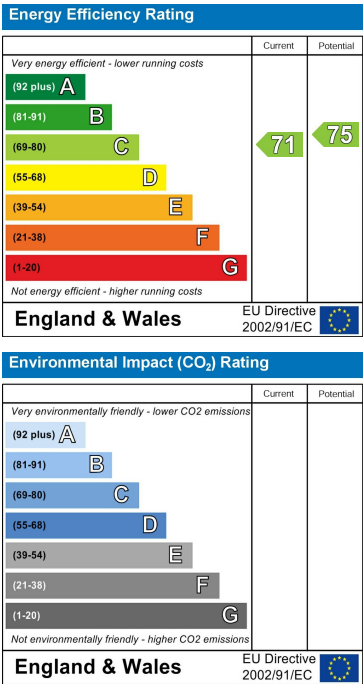 Energy Efficiency Rating
Current Potential
Very energy efficient - lower running costs
(92 plus) A
(81-91) B
(69-80) C
71 75
(55-68) D
(39-54) E
(21-38) F
(1-20) G
Not energy efficient - higher running costs
England & Wales
EU Directive
2002/91/EC
Environmental Impact (CO₂) Rating
Current Potential
Very environmentally friendly - lower CO2 emissions
(92 plus) A
(81-91) B
(69-80) C
(55-68) D
(39-54) E
(21-38) F
(1-20) G
Not environmentally friendly - higher CO2 emissions
England & Wales
EU Directive
2002/91/EC